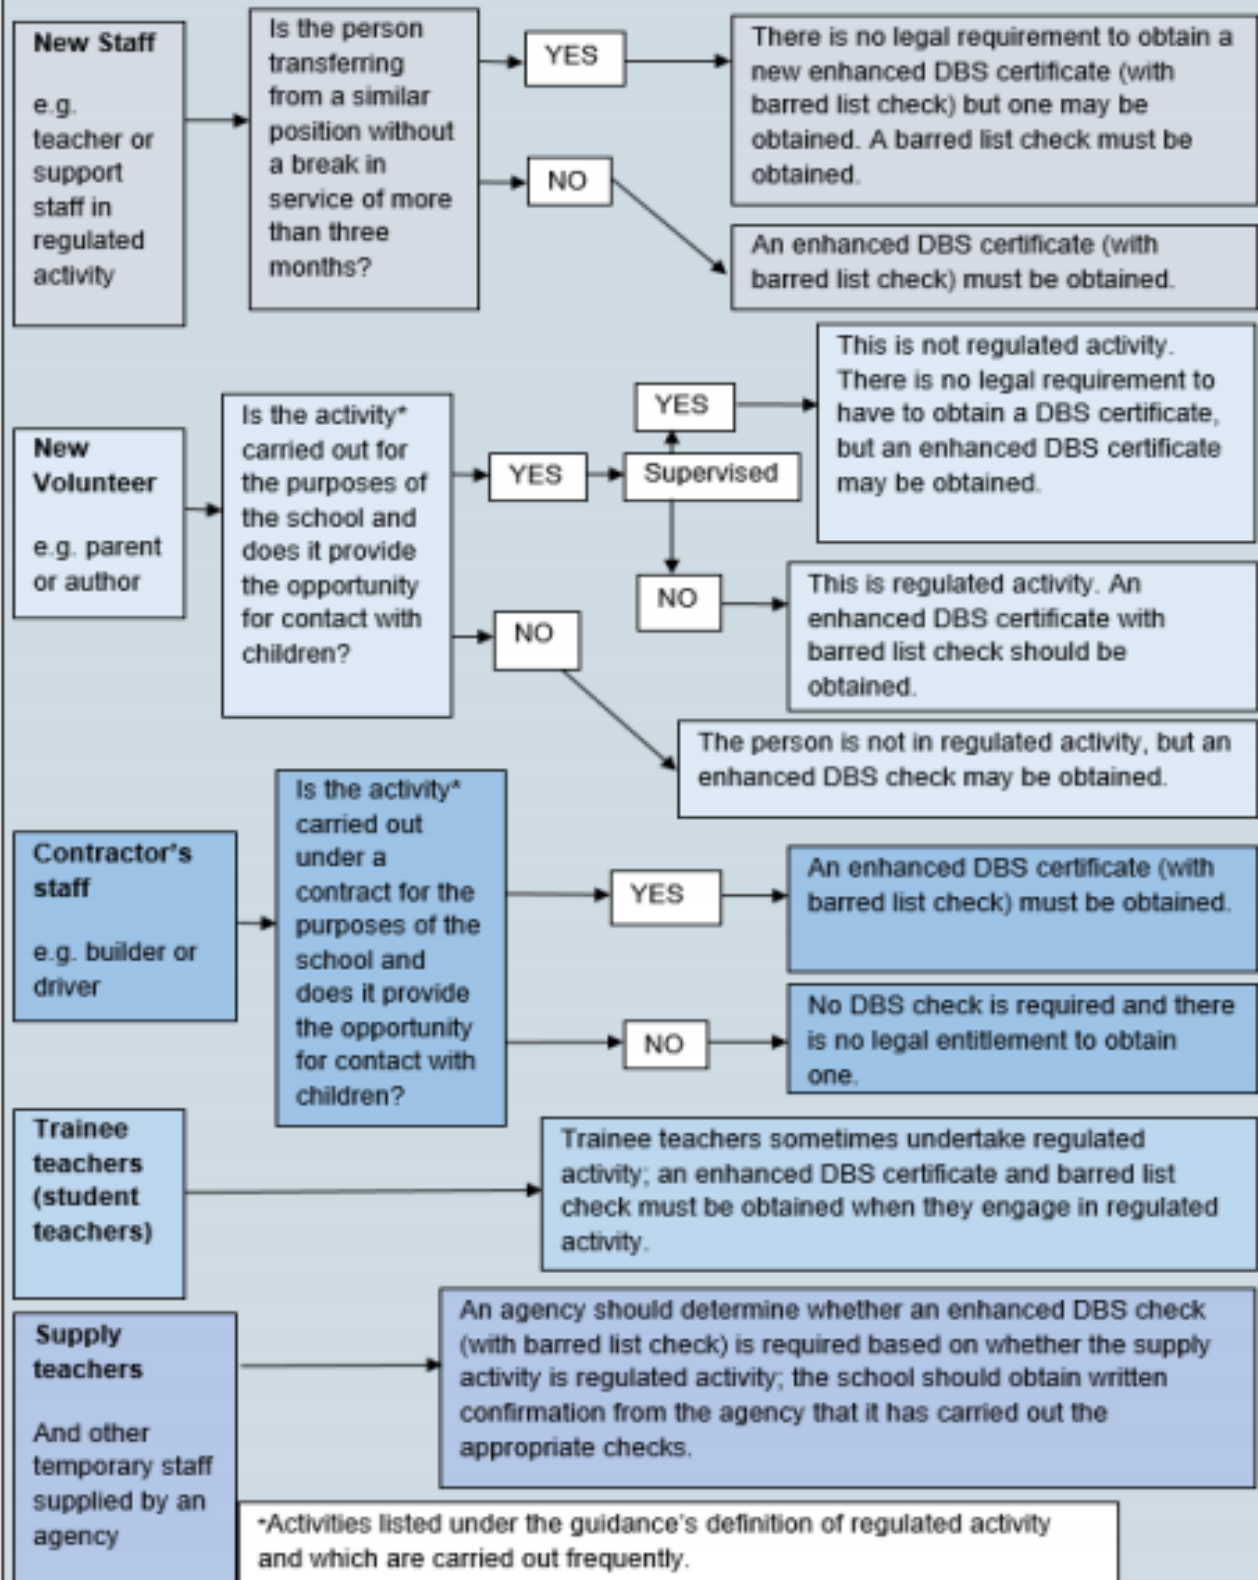 New Staff
e.g.
teacher or
support
staff in
regulated
activity
Is the person
transferring
from a similar
position without
a break in
service of more
than three
months?
YES
NO
There is no legal requirement to obtain a
new enhanced DBS certificate (with
barred list check) but one may be
obtained. A barred list check must be
obtained.
An enhanced DBS certificate (with
barred list check) must be obtained.
New
Volunteer
e.g. parent
or author
Is the activity*
carried out for
the purposes of
the school and
does it provide
the opportunity
for contact with
children?
YES
Supervised
YES
This is not regulated activity.
There is no legal requirement to
have to obtain a DBS certificate,
but an enhanced DBS certificate
may be obtained.
NO
This is regulated activity. An
enhanced DBS certificate with
barred list check should be
obtained.
NO
The person is not in regulated activity, but an
enhanced DBS check may be obtained.
Contractor's
staff
e.g. builder or
driver
Is the activity*
carried out
under a
contract for the
purposes of the
school and
does it provide
the opportunity
for contact with
children?
YES
An enhanced DBS certificate (with
barred list check) must be obtained.
NO
No DBS check is required and there
is no legal entitlement to obtain
one.
Trainee
teachers
(student
teachers)
Trainee teachers sometimes undertake regulated
activity; an enhanced DBS certificate and barred list
check must be obtained when they engage in regulated
activity.
Supply
teachers
And other
temporary staff
supplied by an
agency
An agency should determine whether an enhanced DBS check
(with barred list check) is required based on whether the supply
activity is regulated activity; the school should obtain written
confirmation from the agency that it has carried out the
appropriate checks.
*Activities listed under the guidance's definition of regulated activity
and which are carried out frequently.